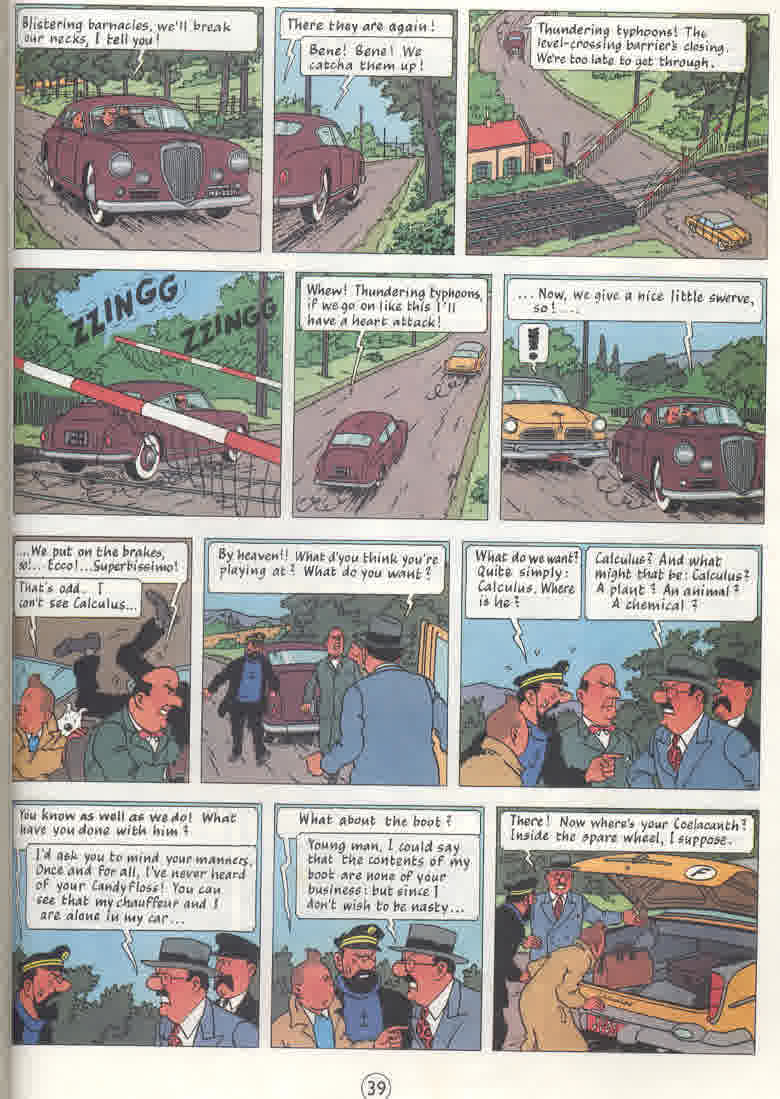 Blistering barnacles, we'll break
our necks, I tell you!
There they are again!
Bene! Bene! We
catcha them up!
Thundering typhoons! The
level-crossing barrier's closing.
We're too late to get through.
ZZINGG
ZZINGG
Whew! Thundering typhoons,
if we go on like this I'll
have a heart attack!
... Now, we give a nice little swerve,
so!....
!
....We put on the brakes,
so!... Ecco!...Superbissimo!
That's odd.. I
can't see Calculus...
By heaven!! What d'you think you're
playing at? What do you want?
What do we want?
Quite simply:
Calculus. Where
is he?
Calculus? And what
might that be: Calculus?
A plant? An animal?
A chemical?
You know as well as we do! What
have you done with him?
I'd ask you to mind your manners.
Once and for all, I've never heard
of your Candyfloss! You can
see that my chauffeur and I
are alone in my car...
What about the boot?
Young man, I could say
that the contents of my
boot are none of your
business: but since I
don't wish to be nasty...
There! Now where's your Coelacanth?
Inside the spare wheel, I suppose.
39